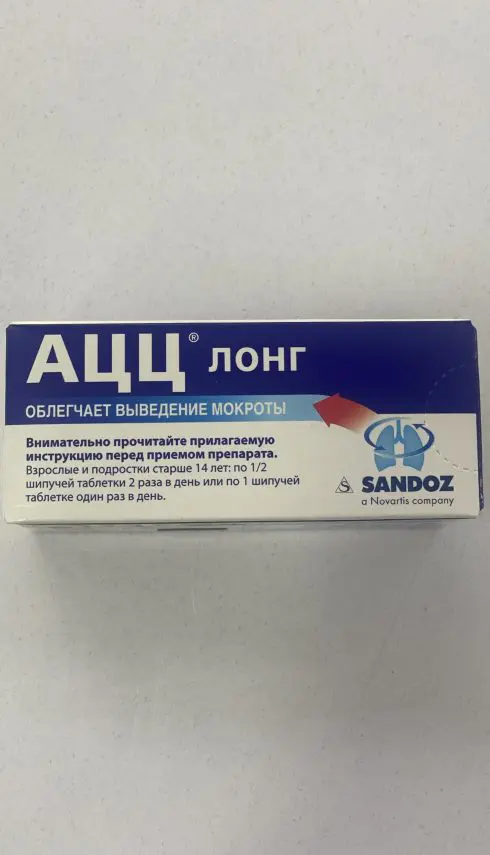 АЦЦ® ЛОНГ
ОБЛЕГЧАЕТ ВЫВЕДЕНИЕ МОКРОТЫ
Внимательно прочитайте прилагаемую
инструкцию перед приемом препарата.
Взрослые и подростки старше 14 лет: по 1/2
шипучей таблетки 2 раза в день или по 1 шипучей
таблетке один раз в день.
S SANDOZ
a Novartis company